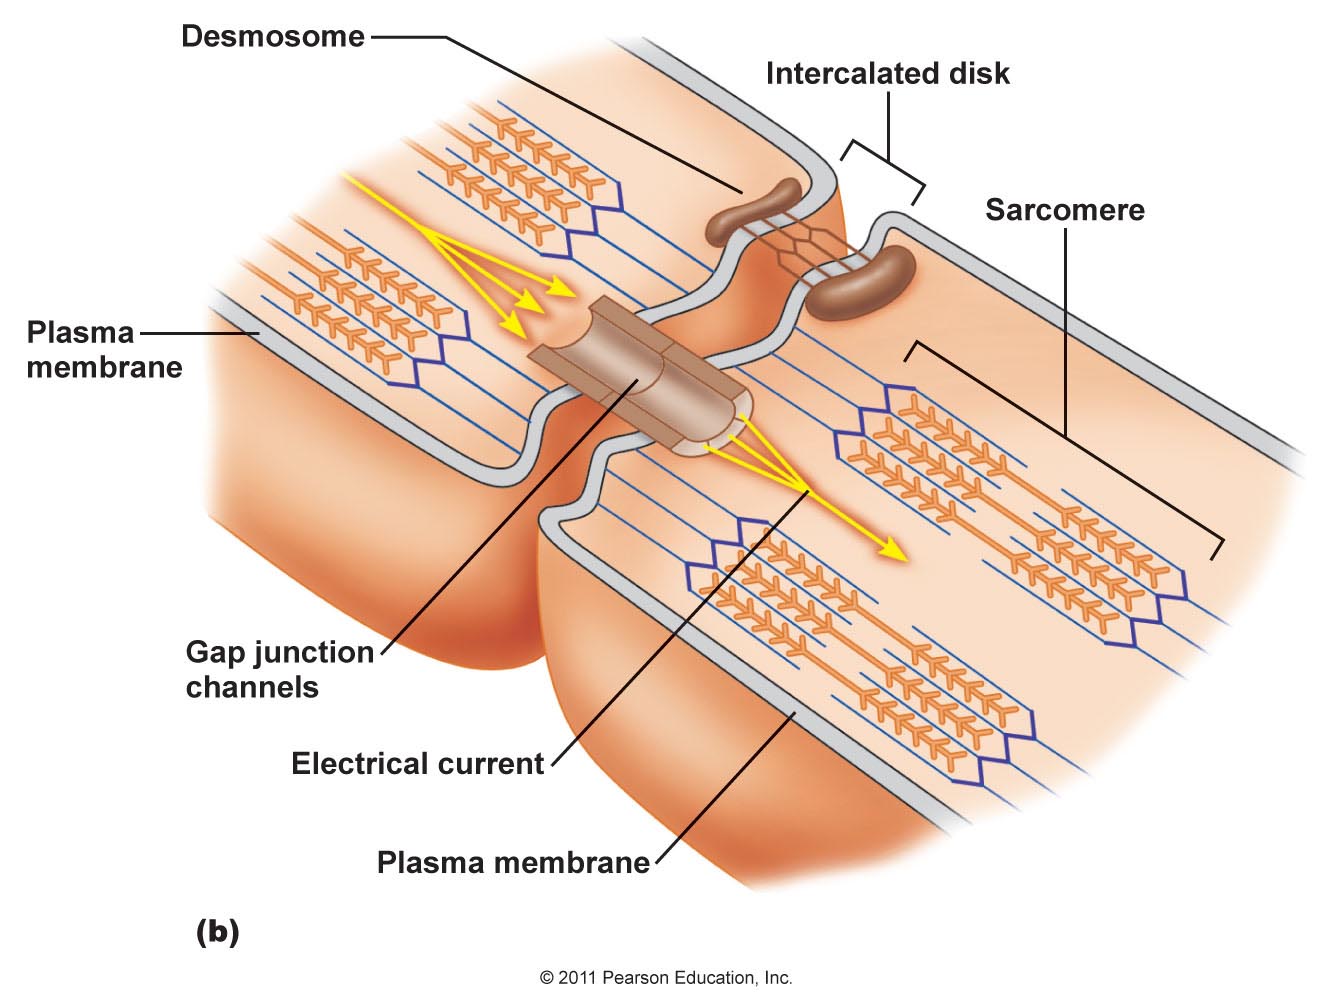 Desmosome
Intercalated disk
Sarcomere
Plasma
membrane
Gap junction
channels
Electrical current
Plasma membrane
(b)
© 2011 Pearson Education, Inc.